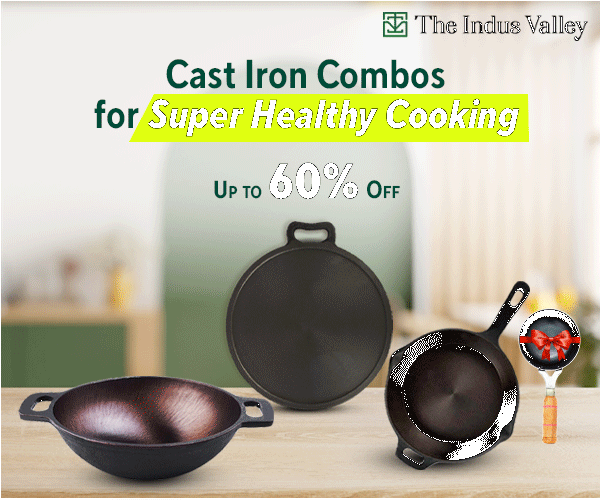 The Indus Valley
Cast Iron Combos
for Super Healthy Cooking
Up to 60% Off